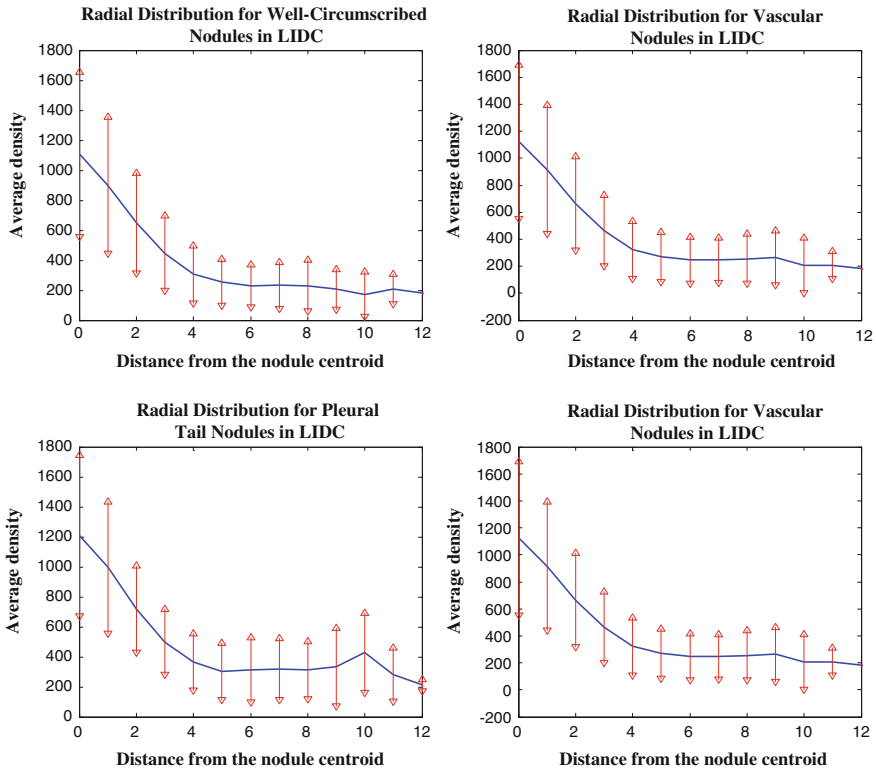 Radial Distribution for Well-Circumscribed
Nodules in LIDC
1800
1600
1400
1200
1000
800
600
400
200
0
Average density
0 2 4 6 8 10 12
Distance from the nodule centroid
Radial Distribution for Vascular
Nodules in LIDC
1800
1600
1400
1200
1000
800
600
400
200
0
-200
Average density
0 2 4 6 8 10 12
Distance from the nodule centroid
Radial Distribution for Pleural
Tail Nodules in LIDC
1800
1600
1400
1200
1000
800
600
400
200
0
Average density
0 2 4 6 8 10 12
Distance from the nodule centroid
Radial Distribution for Vascular
Nodules in LIDC
1800
1600
1400
1200
1000
800
600
400
200
0
-200
Average density
0 2 4 6 8 10 12
Distance from the nodule centroid